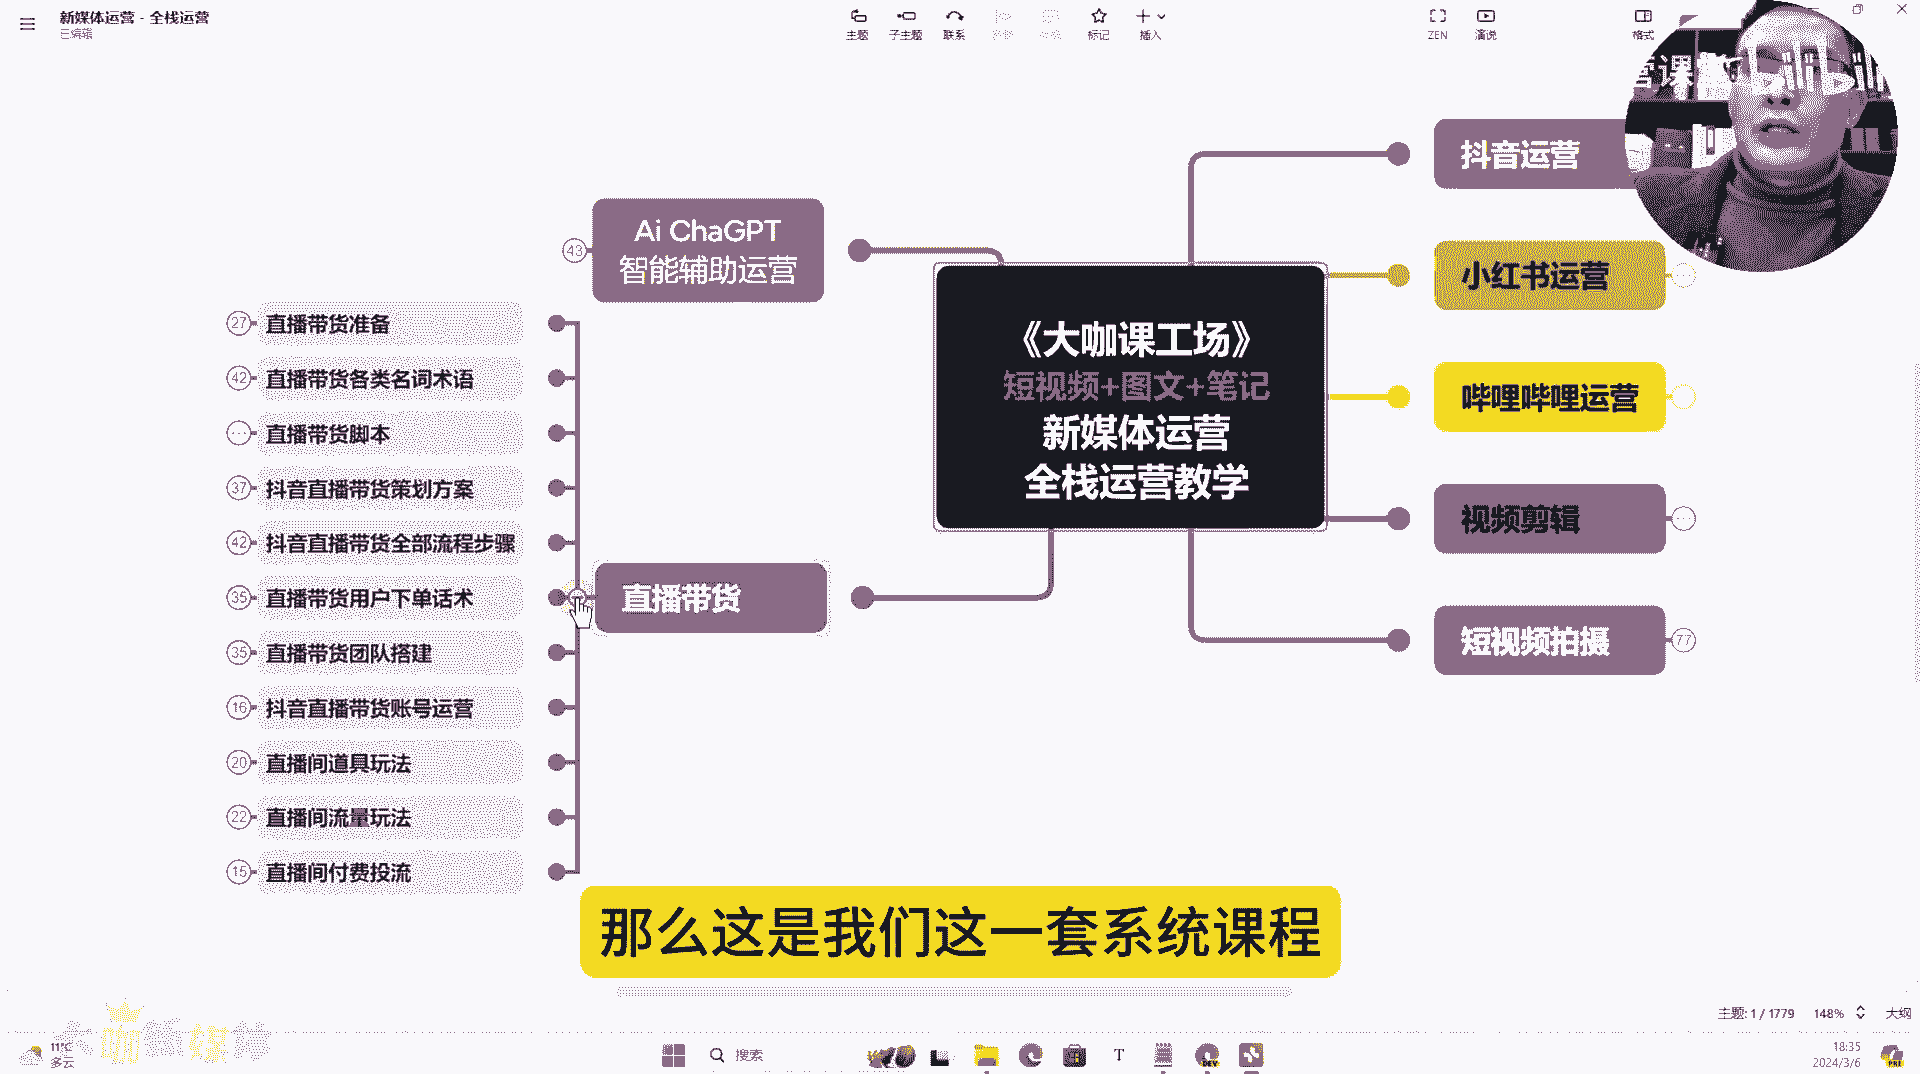 新媒体运营 - 全栈运营
已编辑
主题
子主题
联系
标记
插入
ZEN
演说
格式
抖音运营
Ai ChaGPT
智能辅助运营
43
小红书运营
《大咖课工场》
短视频+图文+笔记
新媒体运营
全栈运营教学
哔哩哔哩运营
视频剪辑
短视频拍摄
77
直播带货
27
直播带货准备
42
直播带货各类名词术语
直播带货脚本
37
抖音直播带货策划方案
42
抖音直播带货全部流程步骤
35
直播带货用户下单话术
35
直播带货团队搭建
16
抖音直播带货账号运营
20
直播间道具玩法
22
直播间流量玩法
15
直播间付费投流
那么这是我们这一套系统课程
主题: 1 / 1779
148%
大纲
11°C
多云
搜索
18:35
2024/3/6